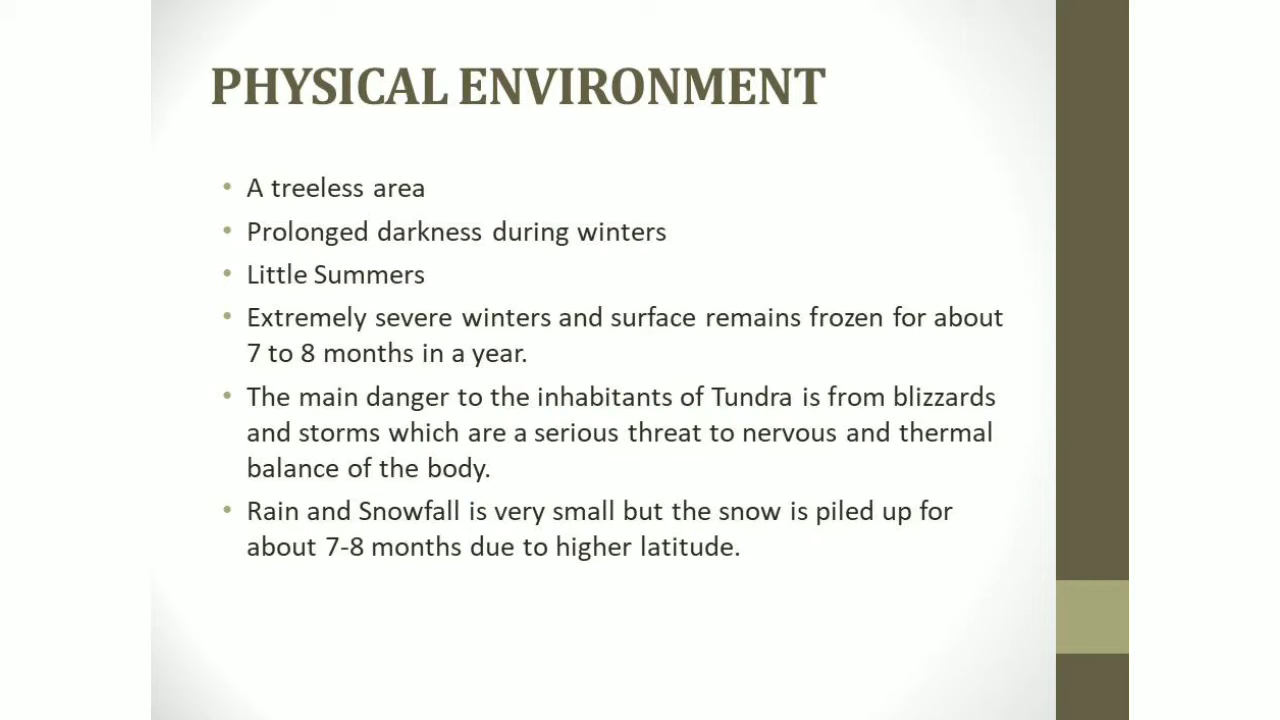 PHYSICAL ENVIRONMENT
• A treeless area
• Prolonged darkness during winters
• Little Summers
• Extremely severe winters and surface remains frozen for about
7 to 8 months in a year.
• The main danger to the inhabitants of Tundra is from blizzards
and storms which are a serious threat to nervous and thermal
balance of the body.
• Rain and Snowfall is very small but the snow is piled up for
about 7-8 months due to higher latitude.